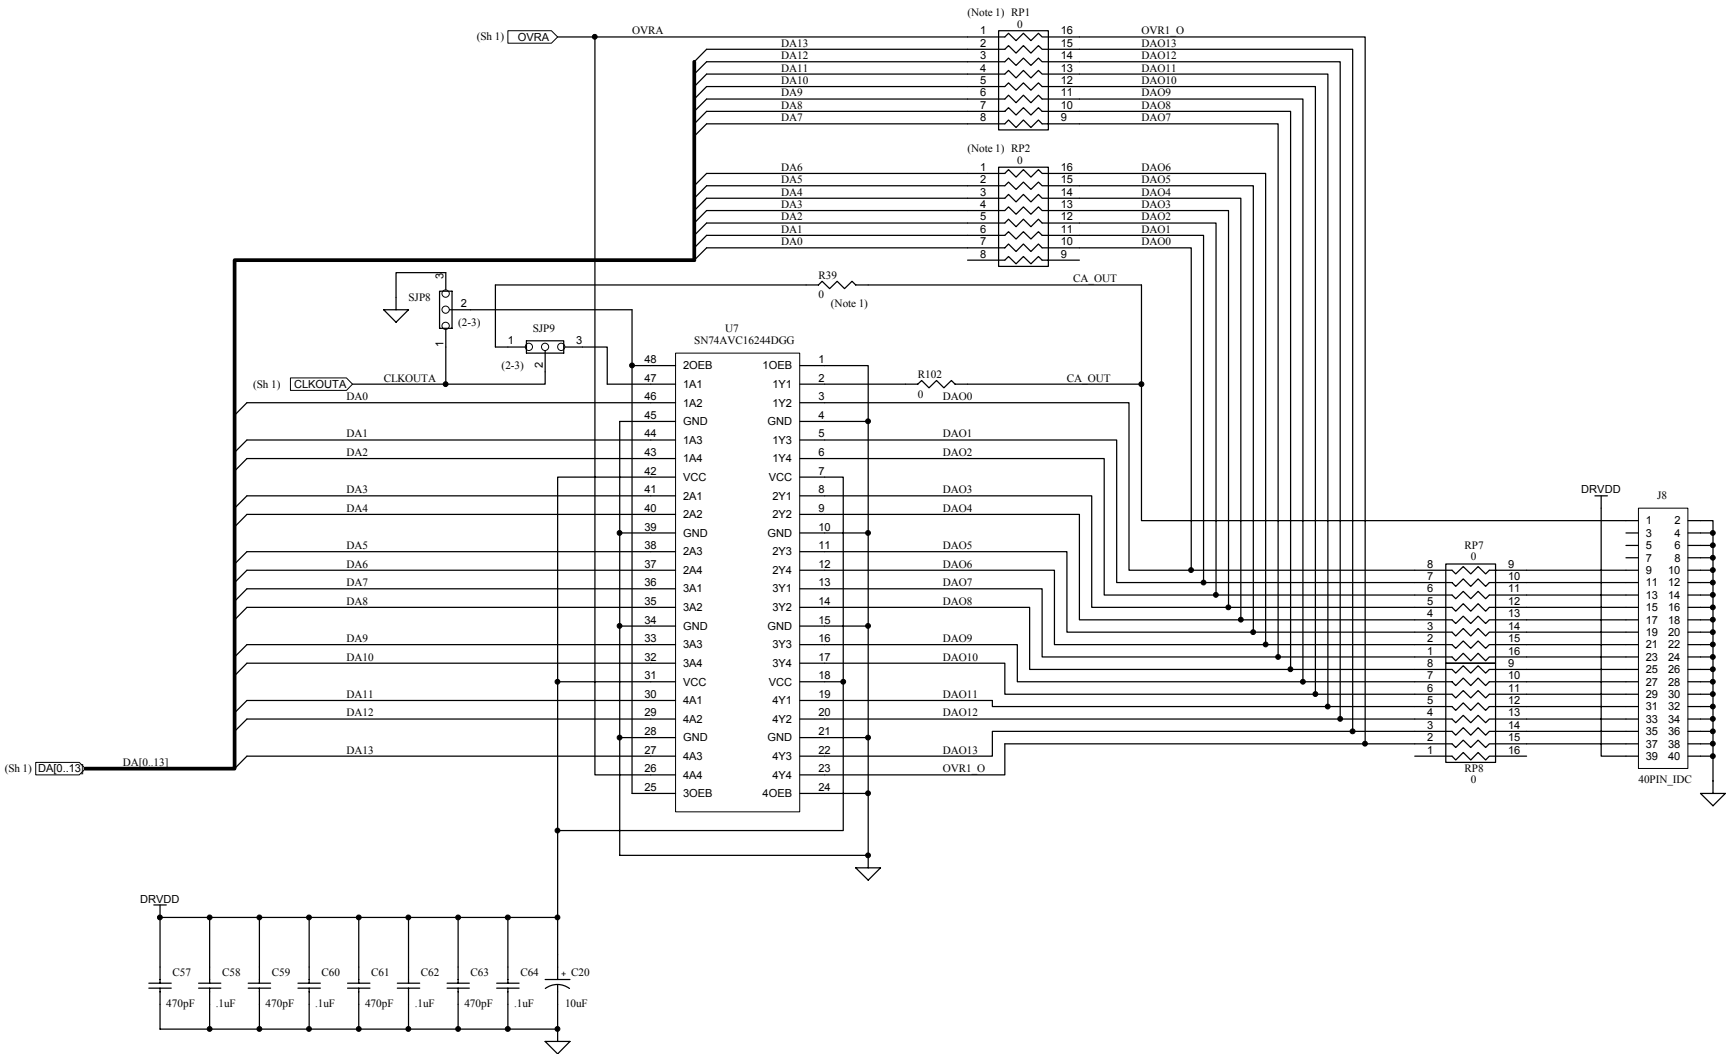 (Note 1) RP1
0
(Sh 1) OVRA OVRA 1 16 OVR1_O
DA13 2 15 DAO13
DA12 3 14 DAO12
DA11 4 13 DAO11
DA10 5 12 DAO10
DA9 6 11 DAO9
DA8 7 10 DAO8
DA7 8 9 DAO7
(Note 1) RP2
0
DA6 1 16 DAO6
DA5 2 15 DAO5
DA4 3 14 DAO4
DA3 4 13 DAO3
DA2 5 12 DAO2
DA1 6 11 DAO1
DA0 7 10 DAO0
8 9
R39
0
(Note 1)
CA_OUT
SJP8
3
2
1
(2-3)
SJP9
1 3
2
(2-3)
(Sh 1) CLKOUTA CLKOUTA
U7
SN74AVC16244DGG
48 2OEB 1OEB 1
47 1A1 1Y1 2
R102
0
CA_OUT
DA0 46 1A2 1Y2 3 DAO0
45 GND GND 4
DA1 44 1A3 1Y3 5 DAO1
DA2 43 1A4 1Y4 6 DAO2
42 VCC VCC 7
DA3 41 2A1 2Y1 8 DAO3
DA4 40 2A2 2Y2 9 DAO4
39 GND GND 10
DA5 38 2A3 2Y3 11 DAO5
DA6 37 2A4 2Y4 12 DAO6
DA7 36 3A1 3Y1 13 DAO7
DA8 35 3A2 3Y2 14 DAO8
34 GND GND 15
DA9 33 3A3 3Y3 16 DAO9
DA10 32 3A4 3Y4 17 DAO10
31 VCC VCC 18
DA11 30 4A1 4Y1 19 DAO11
DA12 29 4A2 4Y2 20 DAO12
28 GND GND 21
DA13 27 4A3 4Y3 22 DAO13
26 4A4 4Y4 23 OVR1_O
25 3OEB 4OEB 24
(Sh 1) DA[0..13] DA[0..13]
DRVDD
J8
1 2
3 4
5 6
7 8
9 10
11 12
13 14
15 16
17 18
19 20
21 22
23 24
25 26
27 28
29 30
31 32
33 34
35 36
37 38
39 40
40PIN_IDC
RP7
0
8 9
7 10
6 11
5 12
4 13
3 14
2 15
1 16
8 9
7 10
6 11
5 12
4 13
3 14
2 15
1 16
RP8
0
DRVDD
C57 C58 C59 C60 C61 C62 C63 C64 + C20
470pF .1uF 470pF .1uF 470pF .1uF 470pF .1uF 10uF